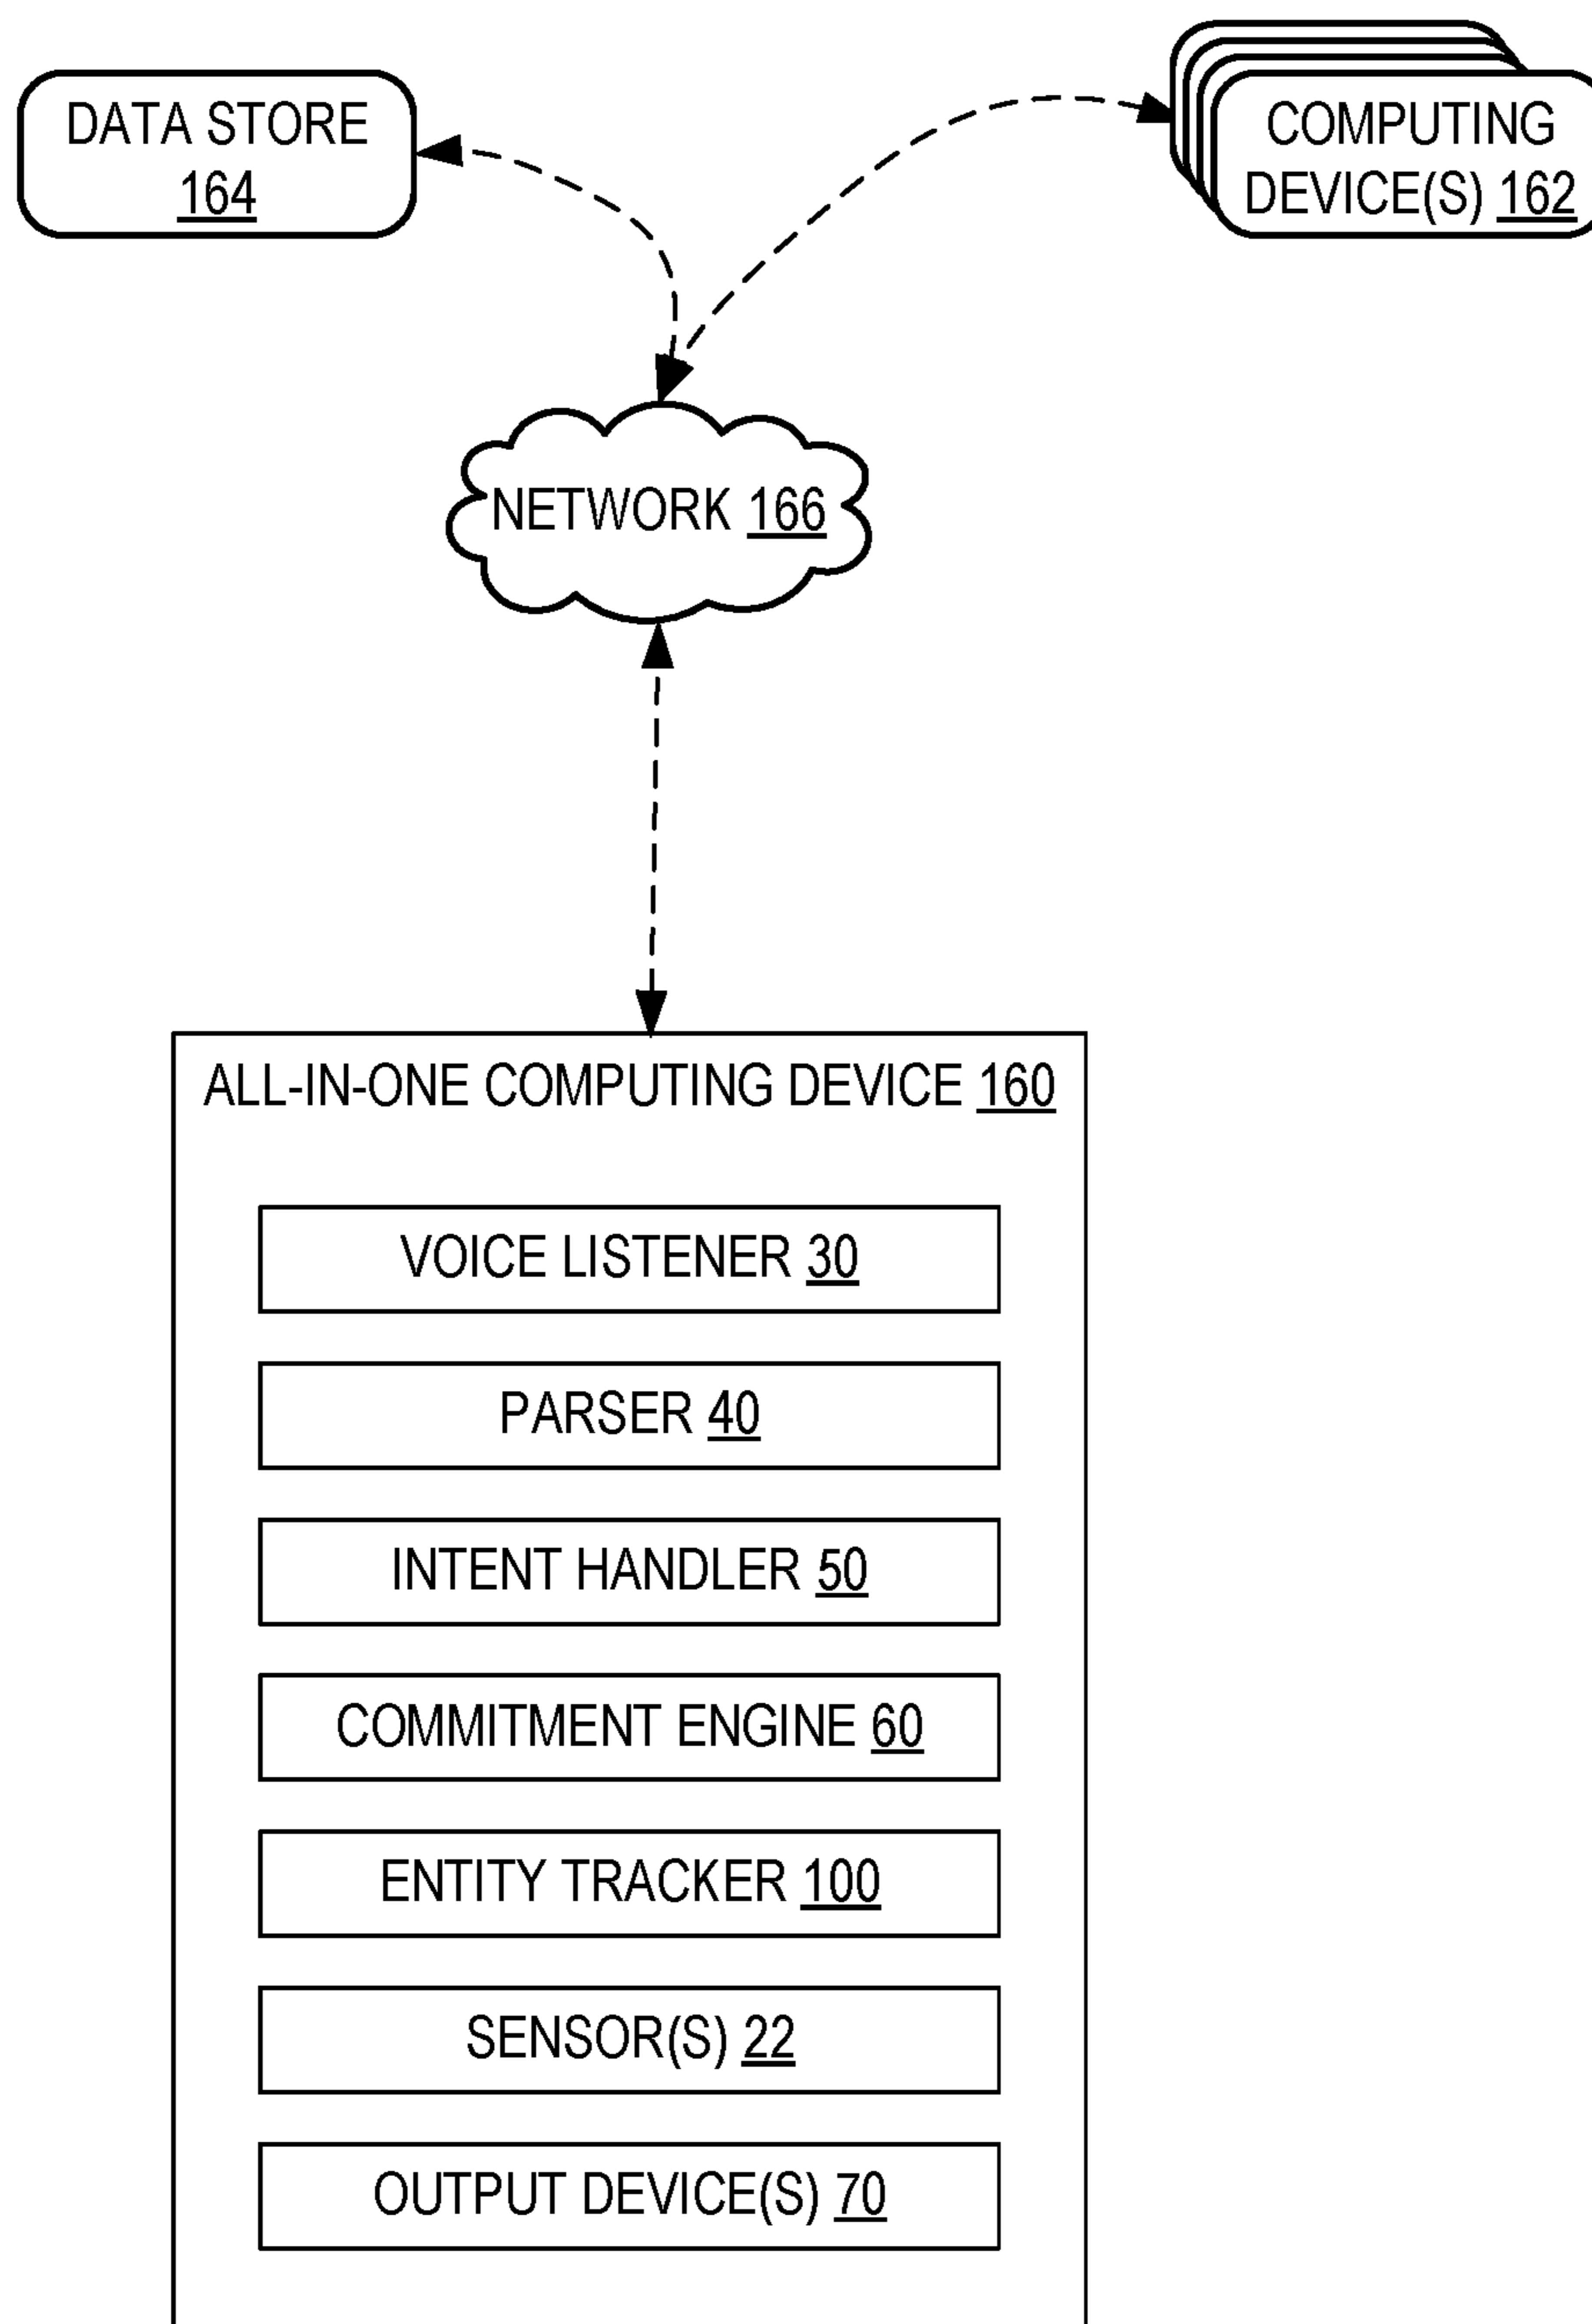 DATA STORE
164
COMPUTING
DEVICE(S) 162
NETWORK 166
ALL-IN-ONE COMPUTING DEVICE 160
VOICE LISTENER 30
PARSER 40
INTENT HANDLER 50
COMMITMENT ENGINE 60
ENTITY TRACKER 100
SENSOR(S) 22
OUTPUT DEVICE(S) 70